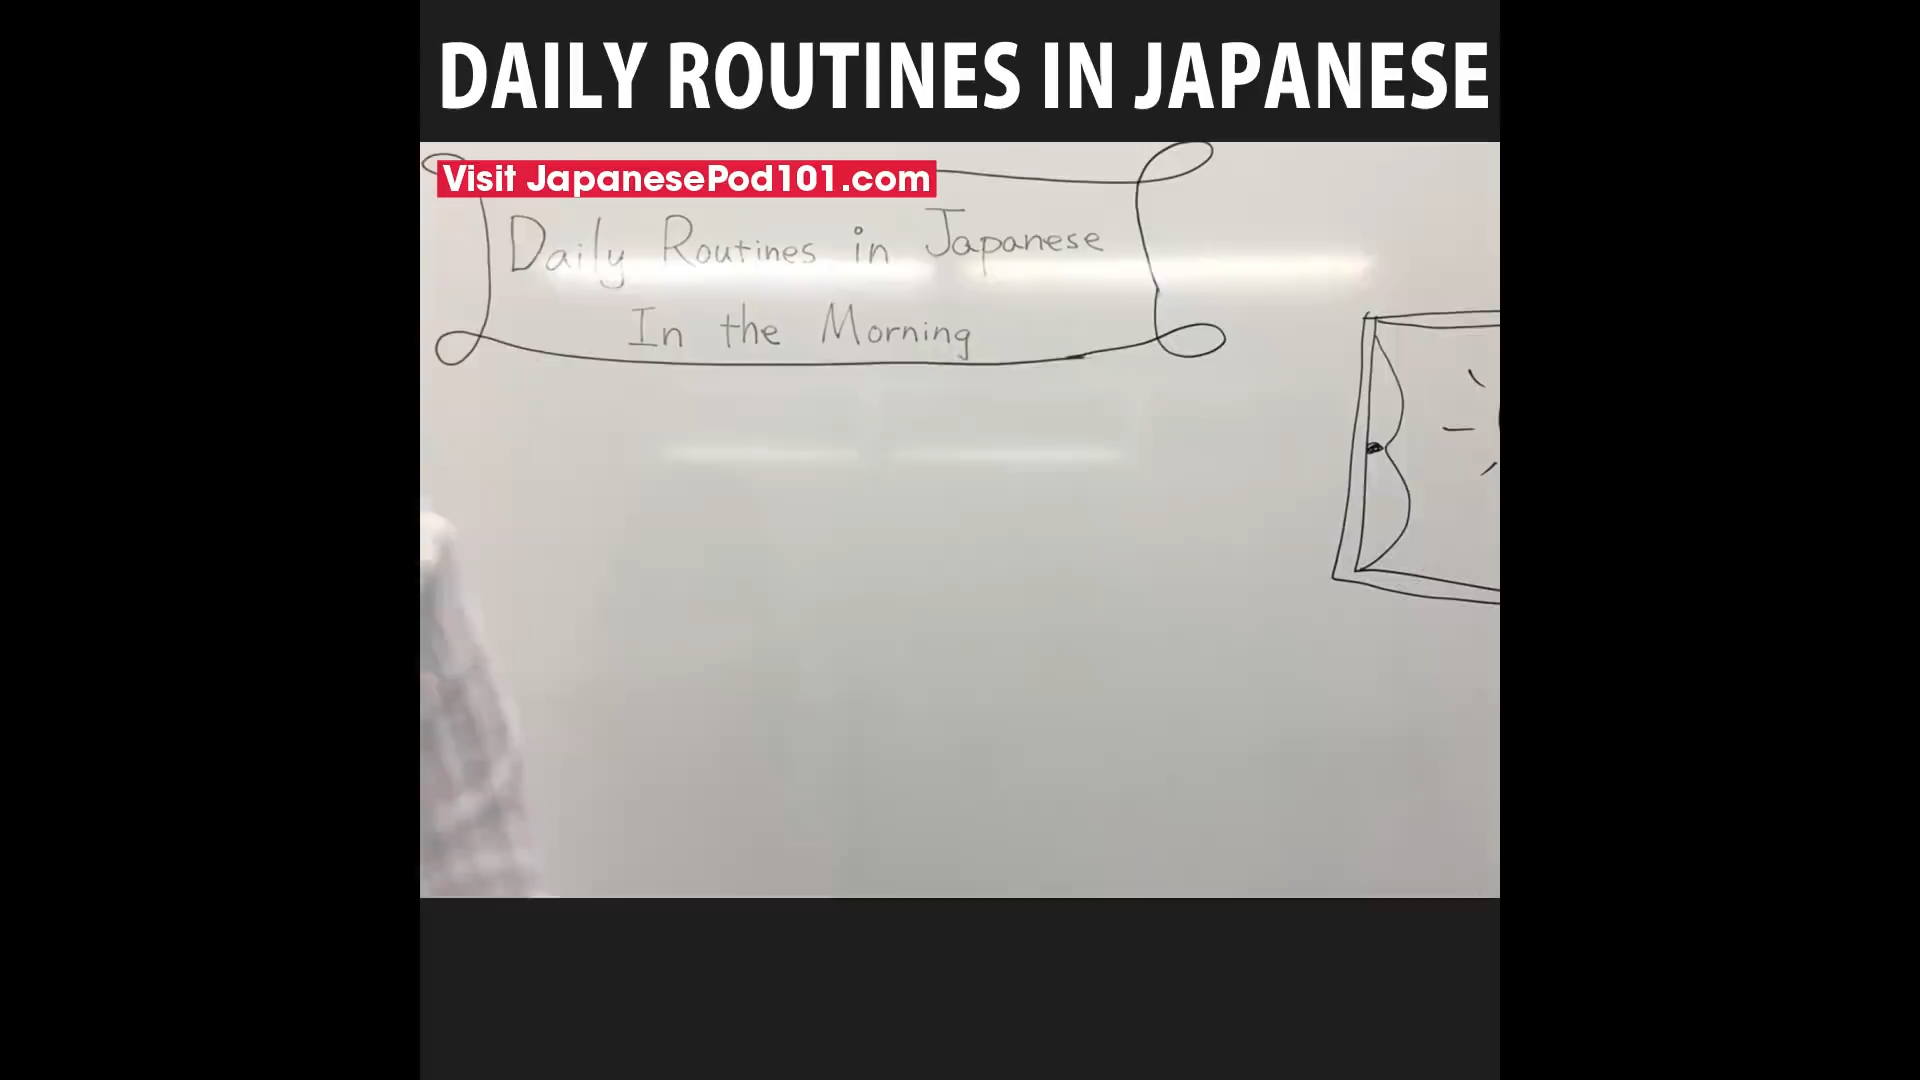 DAILY ROUTINES IN JAPANESE
Visit JapanesePod101.com
Daily Routines in Japanese
In the Morning